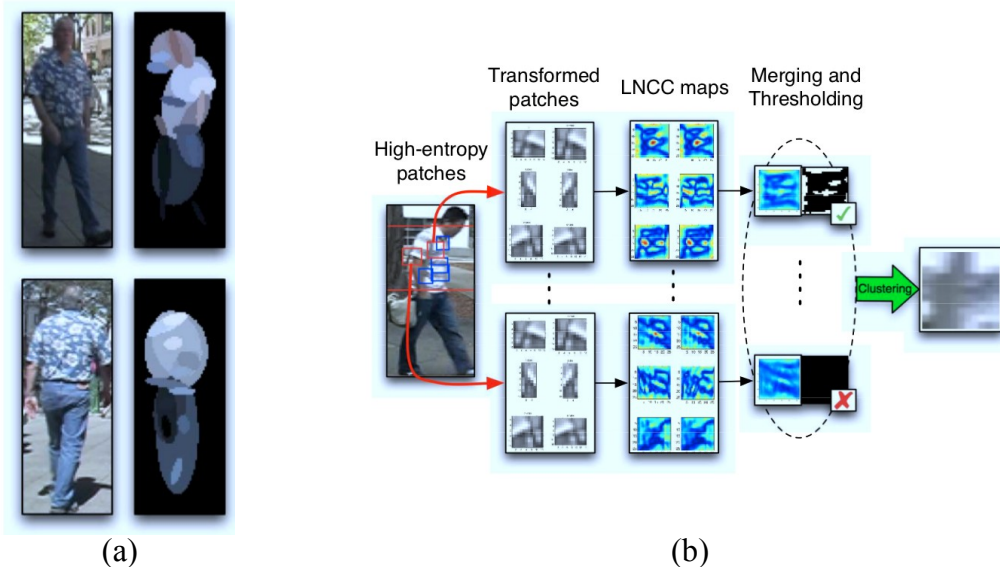 High-entropy
patches
Transformed
patches
LNCC maps
Merging and
Thresholding
Clustering
(a)
(b)